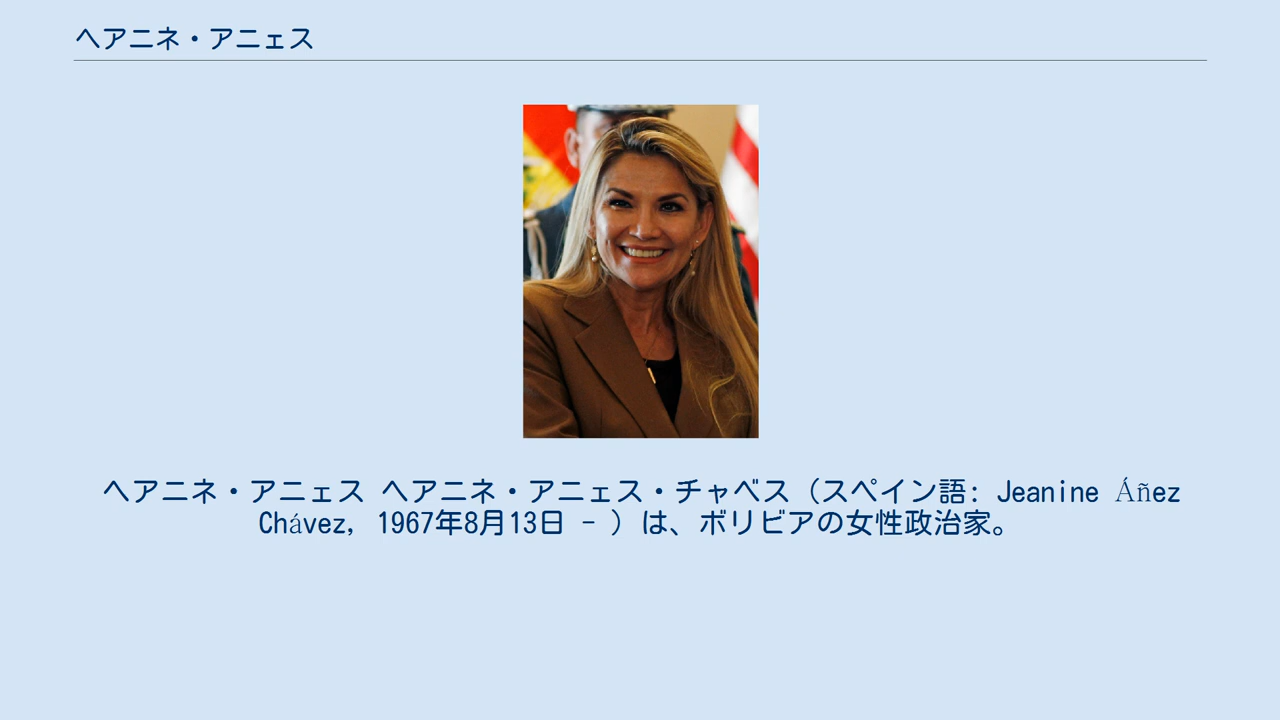 ヘアニネ・アニェス
ヘアニネ・アニェス ヘアニネ・アニェス・チャベス（スペイン語: Jeanine Áñez
Chávez, 1967年8月13日 - ）は、ボリビアの女性政治家。